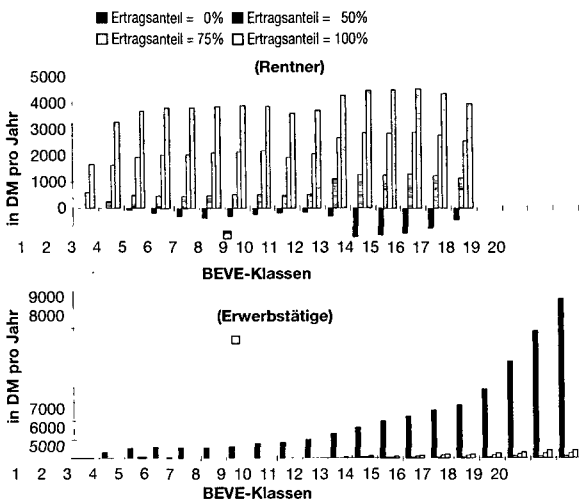 Ertragsanteil = 0% Ertragsanteil = 50%
Ertragsanteil = 75% Ertragsanteil = 100%
(Rentner)
in DM pro Jahr
5000
4000
3000
2000
1000
0
1 2 3 4 5 6 7 8 9 10 11 12 13 14 15 16 17 18 19 20
BEVE-Klassen
(Erwerbstätige)
in DM pro Jahr
9000
8000
7000
6000
5000
1 2 3 4 5 6 7 8 9 10 11 12 13 14 15 16 17 18 19 20
BEVE-Klassen